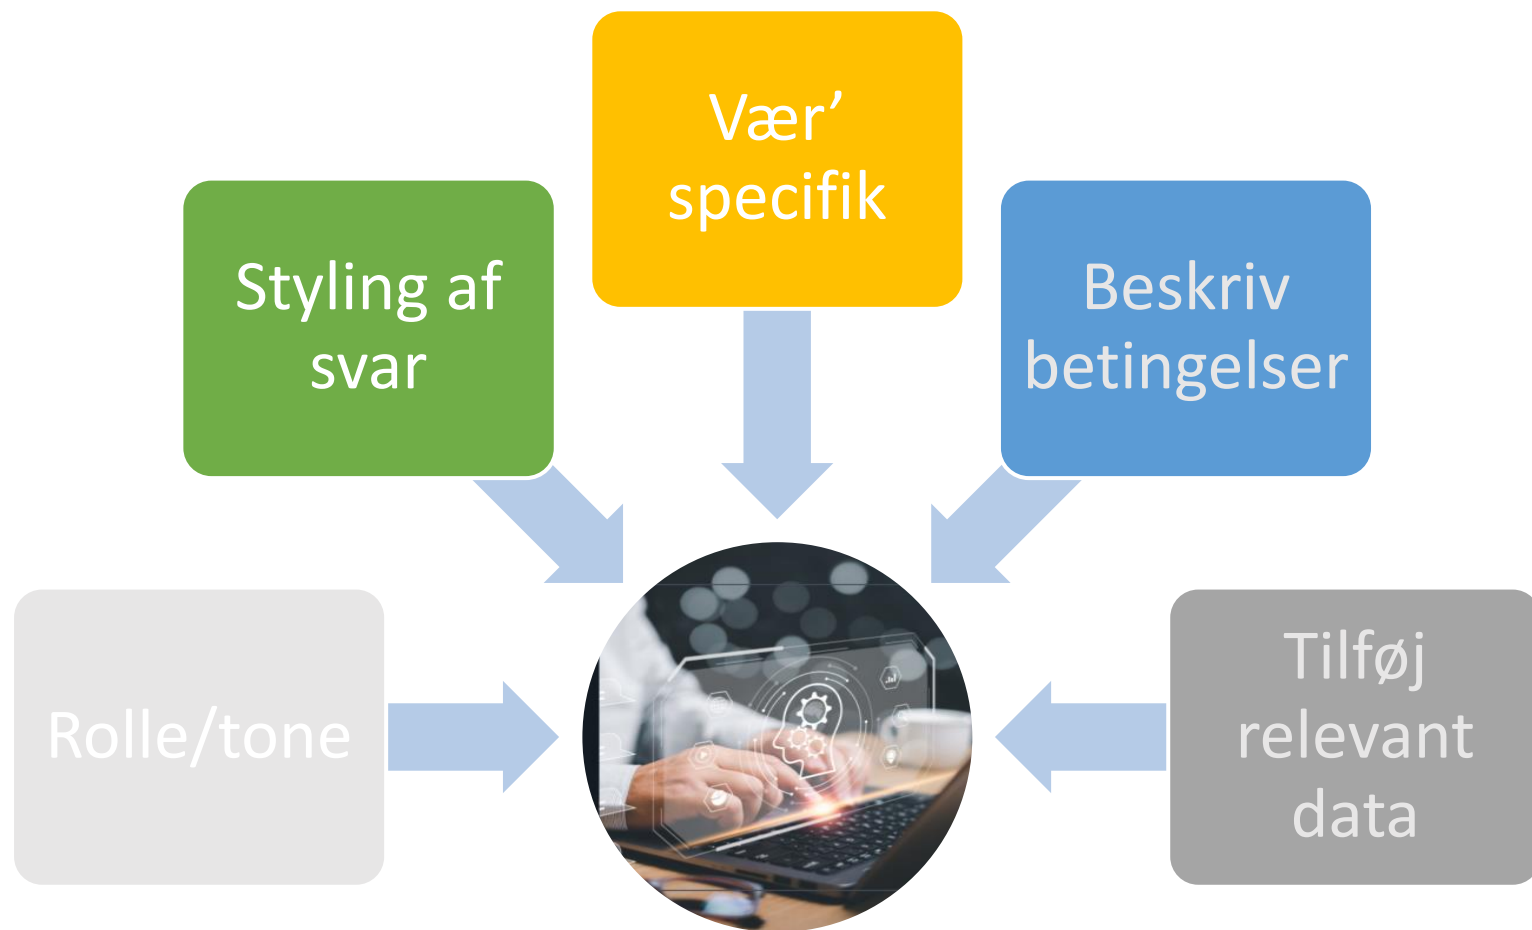 Vær’
specifik
Styling af
svar
Beskriv
betingelser
Rolle/tone
Tilføj
relevant
data